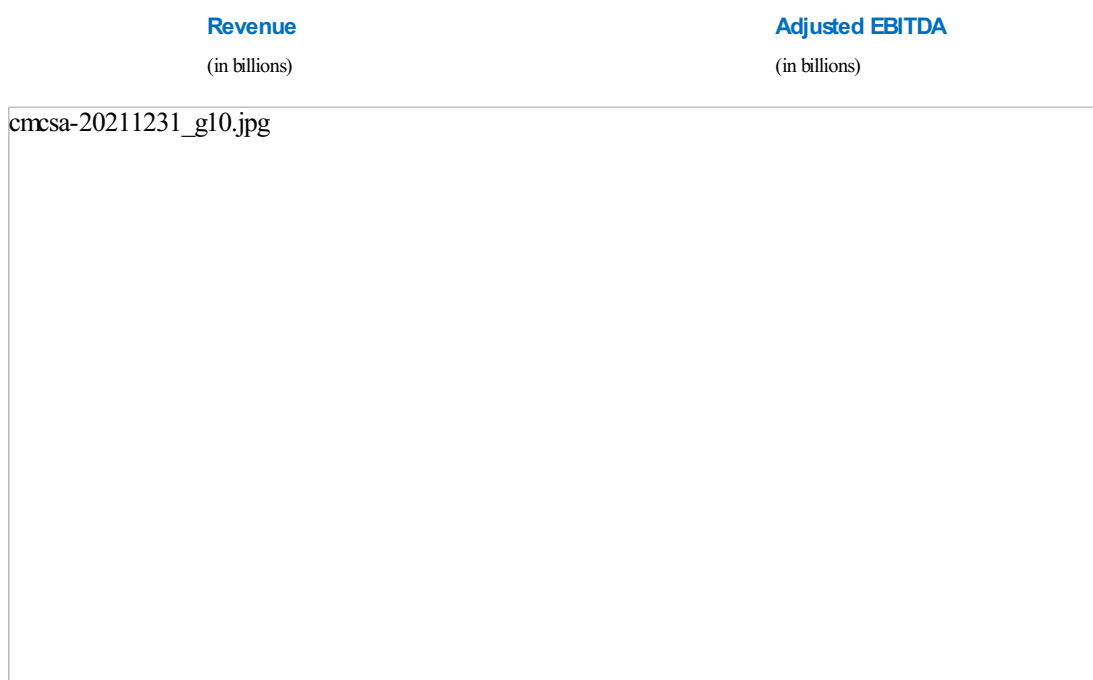 Revenue
Adjusted EBITDA
(in billions)
(in billions)
cmcsa-20211231_g10.jpg